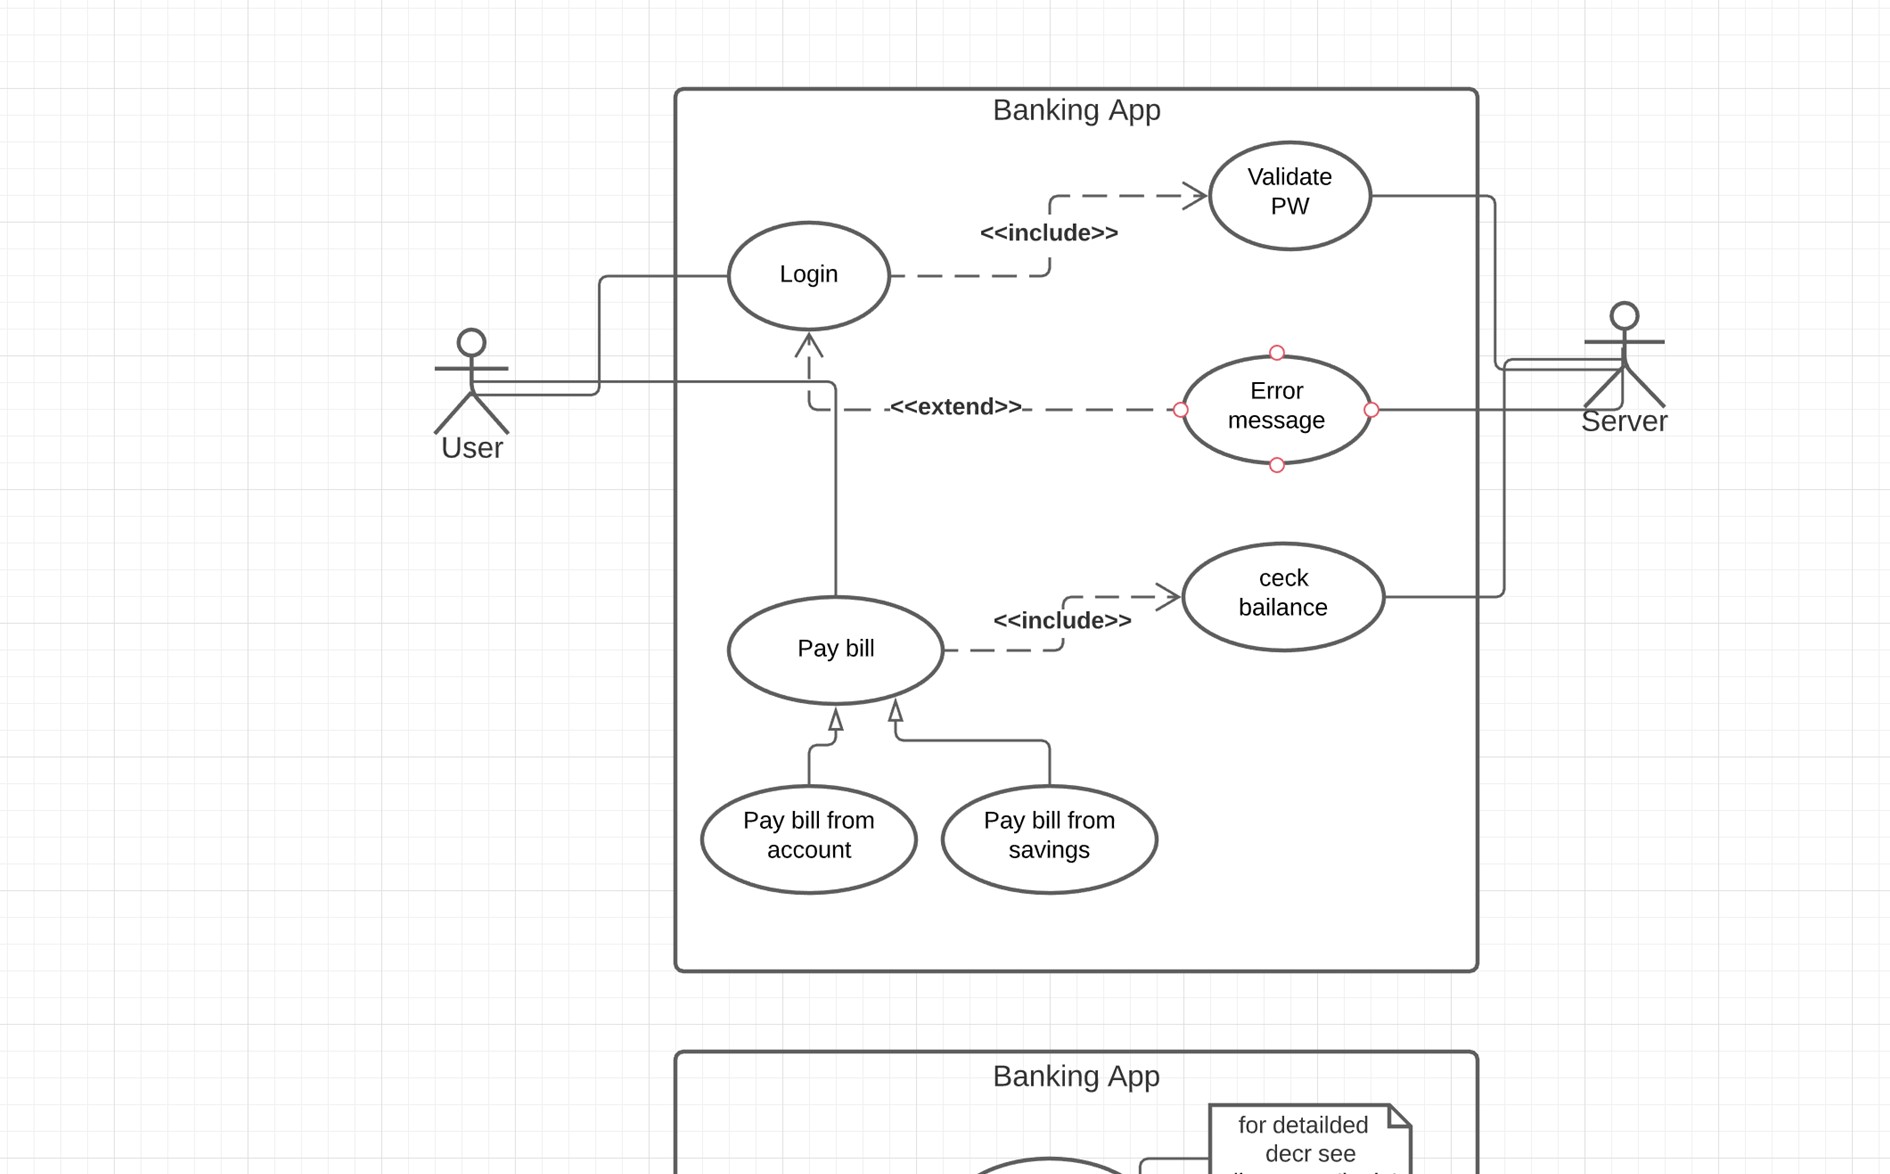 Banking App
Validate
PW
<<include>>
Login
Error
message
<<extend>>
Server
User
ceck
bailance
<<include>>
Pay bill
Pay bill from
account
Pay bill from
savings
Banking App
for detailded
decr see